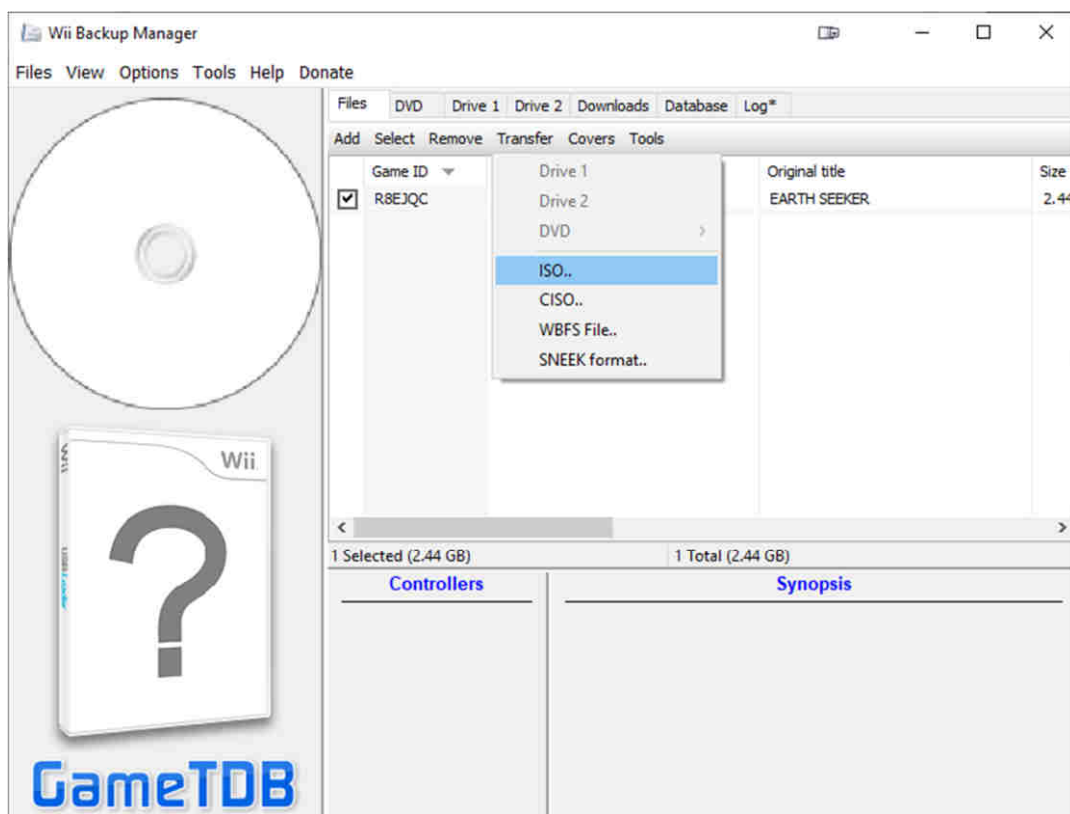 Wii Backup Manager
Files View Options Tools Help Donate
Files DVD Drive 1 Drive 2 Downloads Database Log*
Add Select Remove Transfer Covers Tools
Game ID Original title Size
R8EJQC EARTH SEEKER 2.44
Drive 1
Drive 2
DVD
ISO..
CISO..
WBFS File..
SNEEK format..
1 Selected (2.44 GB) 1 Total (2.44 GB)
Controllers Synopsis
Wii
Wii
GameTDB